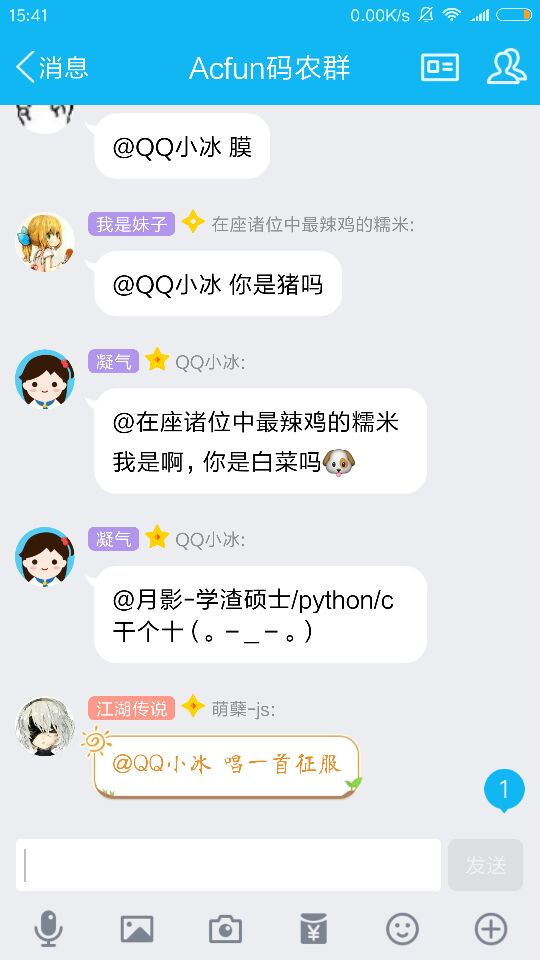 15:41 0.00K/s
消息 Acfun码农群
@QQ小冰 膜
我是妹子 在座诸位中最辣鸡的糯米:
@QQ小冰 你是猪吗
凝气 QQ小冰:
@在座诸位中最辣鸡的糯米
我是啊，你是白菜吗
凝气 QQ小冰:
@月影-学渣硕士/python/c
干个十（。-_-。）
江湖传说 萌蘖-js:
@QQ小冰 唱一首征服
1
发送
¥